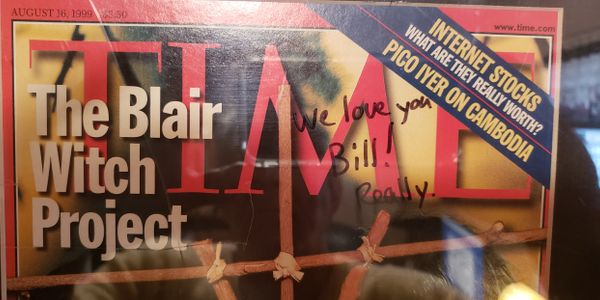 AUGUST 16, 1999 $3.50
www.time.com
TIME
The Blair
Witch
Project
INTERNET STOCKS
WHAT ARE THEY REALLY WORTH?
PICO IYER ON CAMBODIA
We love you
Bill!
Really.